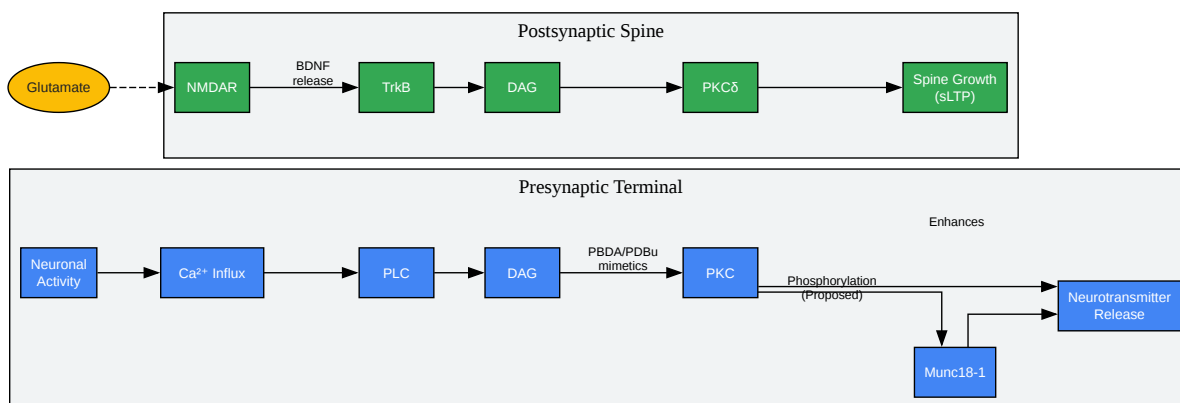 Postsynaptic Spine
Glutamate
NMDAR
BDNF
release
TrkB
DAG
PKCδ
Spine Growth
(sLTP)
Presynaptic Terminal
Neuronal
Activity
Ca²⁺ Influx
PLC
DAG
PBDA/PDBu
mimetics
PKC
Phosphorylation
(Proposed)
Enhances
Munc18-1
Neurotransmitter
Release